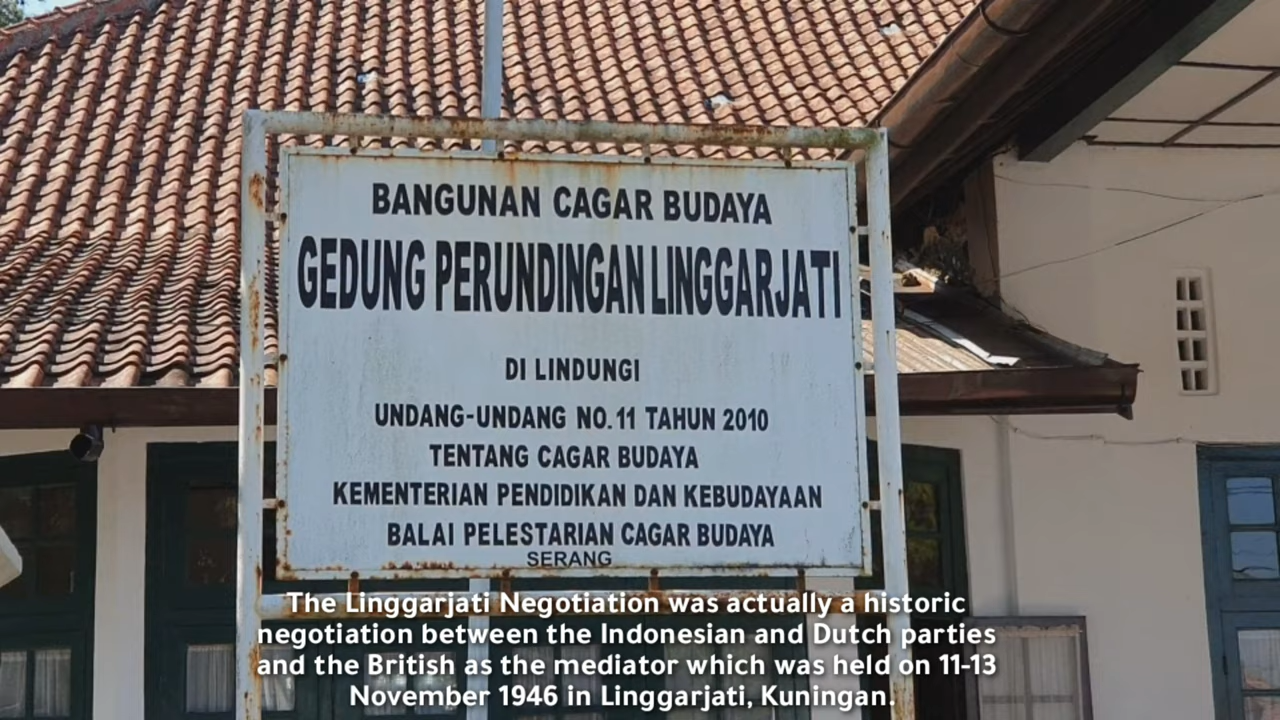 BANGUNAN CAGAR BUDAYA
GEDUNG PERUNDINGAN LINGGARJATI
DI LINDUNGI
UNDANG-UNDANG NO. 11 TAHUN 2010
TENTANG CAGAR BUDAYA
KEMENTERIAN PENDIDIKAN DAN KEBUDAYAAN
BALAI PELESTARIAN CAGAR BUDAYA
SERANG
The Linggarjati Negotiation was actually a historic
negotiation between the Indonesian and Dutch parties
and the British as the mediator which was held on 11-13
November 1946 in Linggarjati, Kuningan.